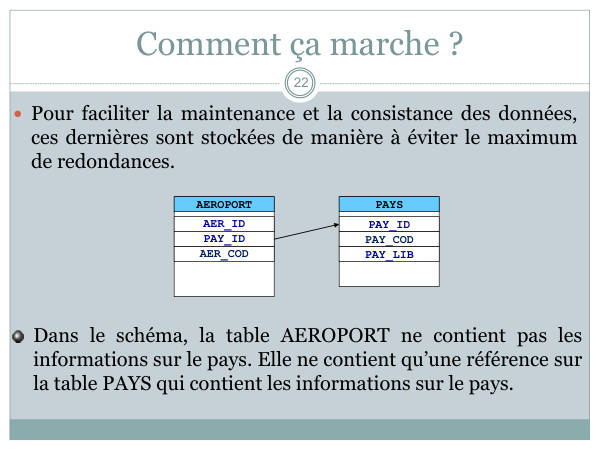 Comment ça marche ?
22
Pour faciliter la maintenance et la consistance des données,
ces dernières sont stockées de manière à éviter le maximum
de redondances.
AEROPORT
AER_ID
PAY_ID
AER_COD
PAYS
PAY_ID
PAY_COD
PAY_LIB
Dans le schéma, la table AEROPORT ne contient pas les
informations sur le pays. Elle ne contient qu’une référence sur
la table PAYS qui contient les informations sur le pays.